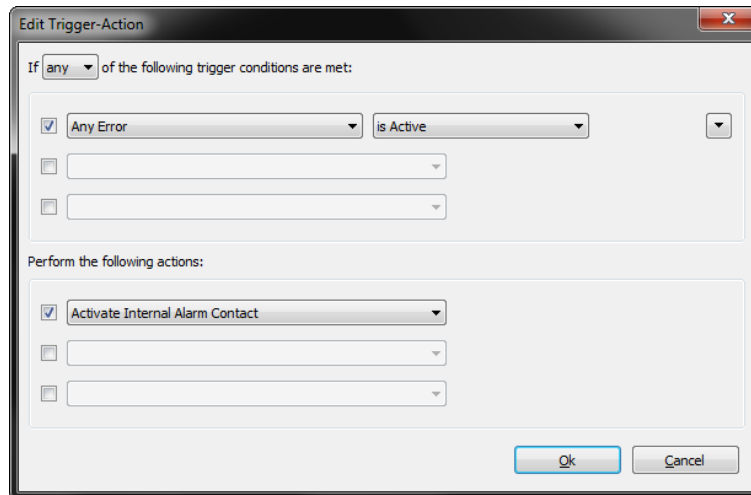 Edit Trigger-Action
If any of the following trigger conditions are met:
Any Error is Active
Perform the following actions:
Activate Internal Alarm Contact
Ok Cancel